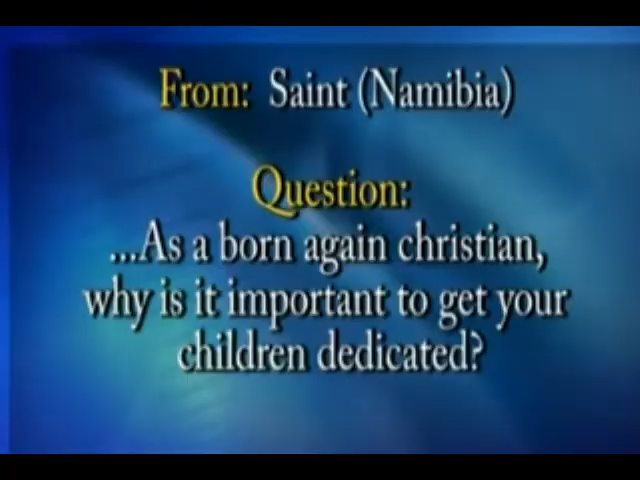 From: Saint (Namibia)
Question:
...As a born again christian,
why is it important to get your
children dedicated?